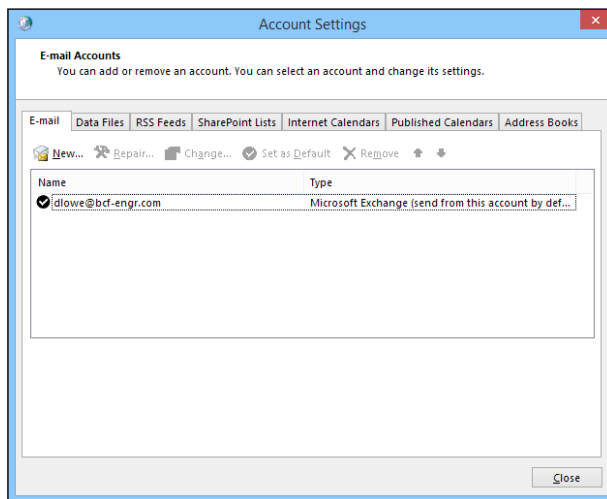 Account Settings
E-mail Accounts
You can add or remove an account. You can select an account and change its settings.
E-mail Data Files RSS Feeds SharePoint Lists Internet Calendars Published Calendars Address Books
New... Repair... Change... Set as Default Remove
Name Type
dlowe@bcf-engr.com Microsoft Exchange (send from this account by def...
Close